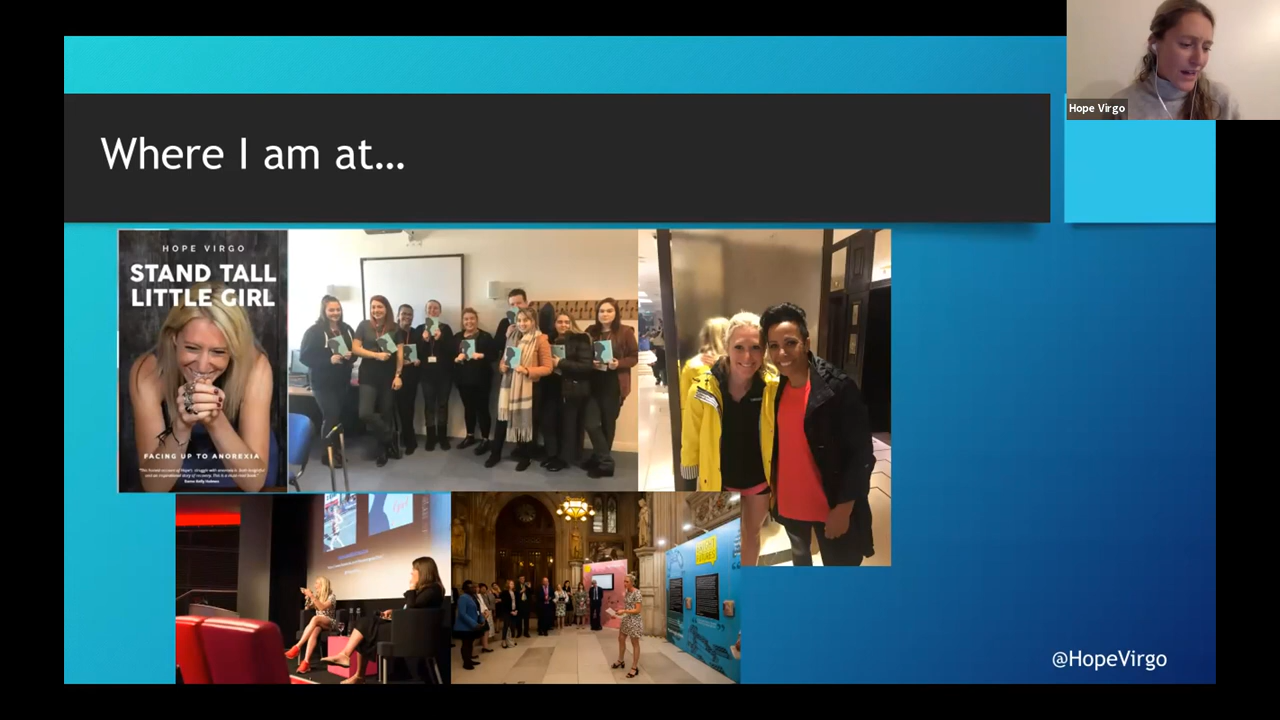 Hope Virgo
Where I am at...
HOPE VIRGO
STAND TALL
LITTLE GIRL
FACING UP TO ANOREXIA
@HopeVirgo